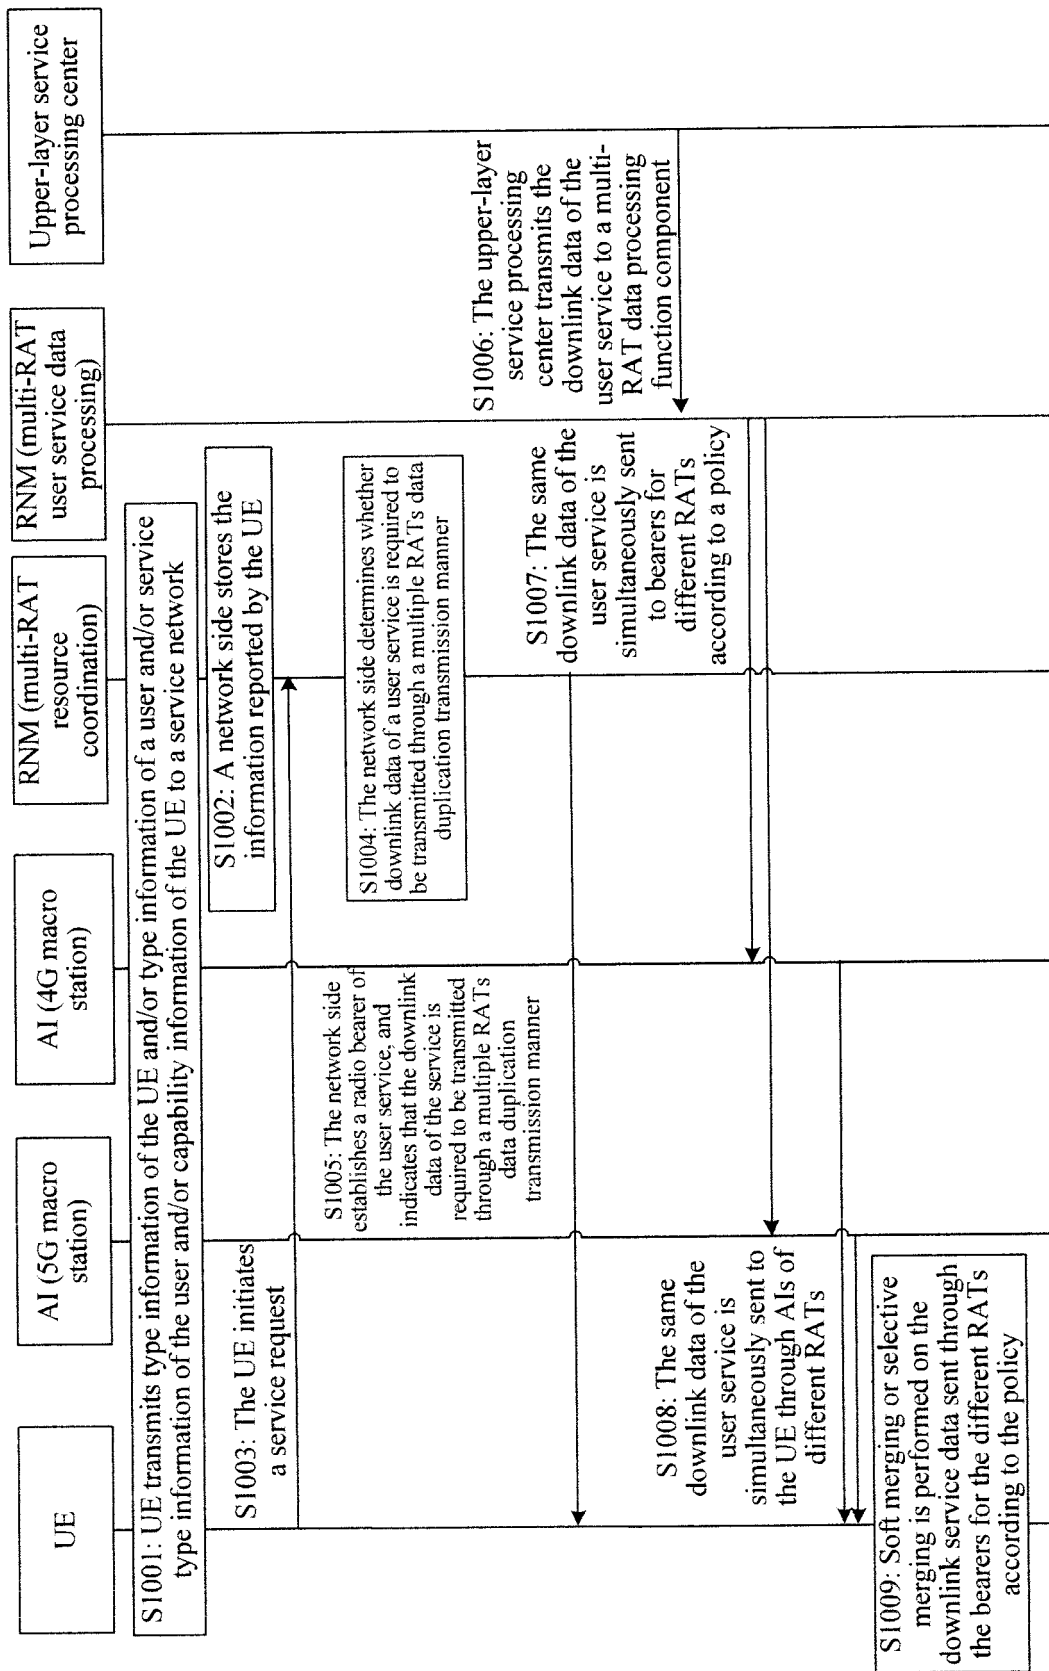 UE
AI (5G macro
station)
AI (4G macro
station)
RNM (multi-RAT
resource
coordination)
RNM (multi-RAT
user service data
processing)
Upper-layer service
processing center
S1001: UE transmits type information of the UE and/or type information of a user and/or service
type information of the user and/or capability information of the UE to a service network
S1002: A network side stores the
information reported by the UE
S1003: The UE initiates
a service request
S1004: The network side determines whether
downlink data of a user service is required to
be transmitted through a multiple RATs data
duplication transmission manner
S1005: The network side
establishes a radio bearer of
the user service, and
indicates that the downlink
data of the service is
required to be transmitted
through a multiple RATs
data duplication
transmission manner
S1006: The upper-layer
service processing
center transmits the
downlink data of the
user service to a multi-
RAT data processing
function component
S1007: The same
downlink data of the
user service is
simultaneously sent
to bearers for
different RATs
according to a policy
S1008: The same
downlink data of the
user service is
simultaneously sent to
the UE through AIs of
different RATs
S1009: Soft merging or selective
merging is performed on the
downlink service data sent through
the bearers for the different RATs
according to the policy